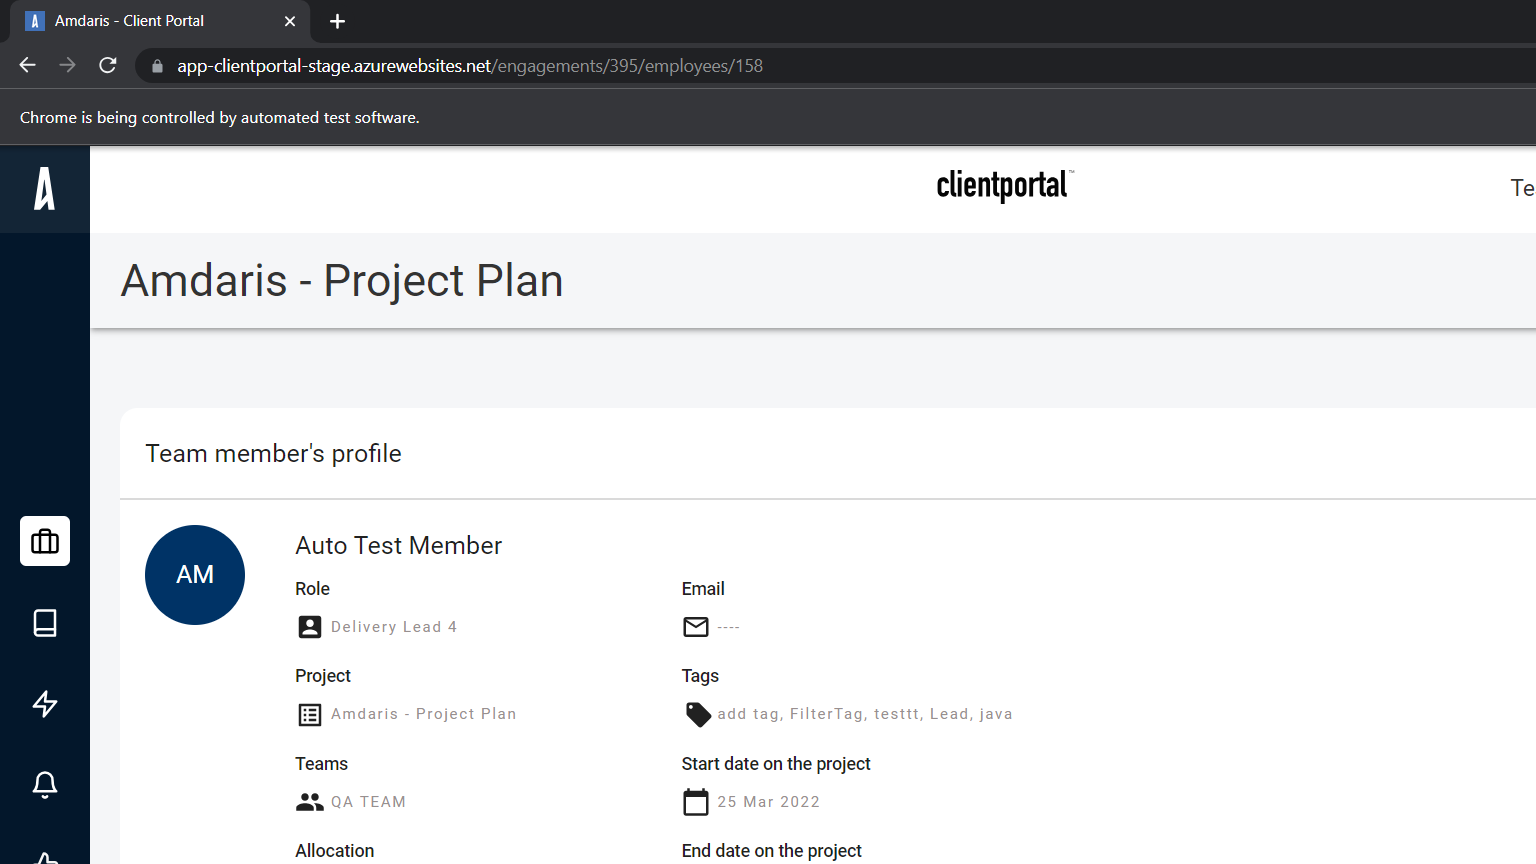 Amdaris - Client Portal
app-clientportal-stage.azurewebsites.net/engagements/395/employees/158
Chrome is being controlled by automated test software.
clientportal™
Te
Amdaris - Project Plan
Team member's profile
AM
Auto Test Member
Role
Email
Delivery Lead 4
----
Project
Tags
Amdaris - Project Plan
add tag, FilterTag, testtt, Lead, java
Teams
Start date on the project
QA TEAM
25 Mar 2022
Allocation
End date on the project